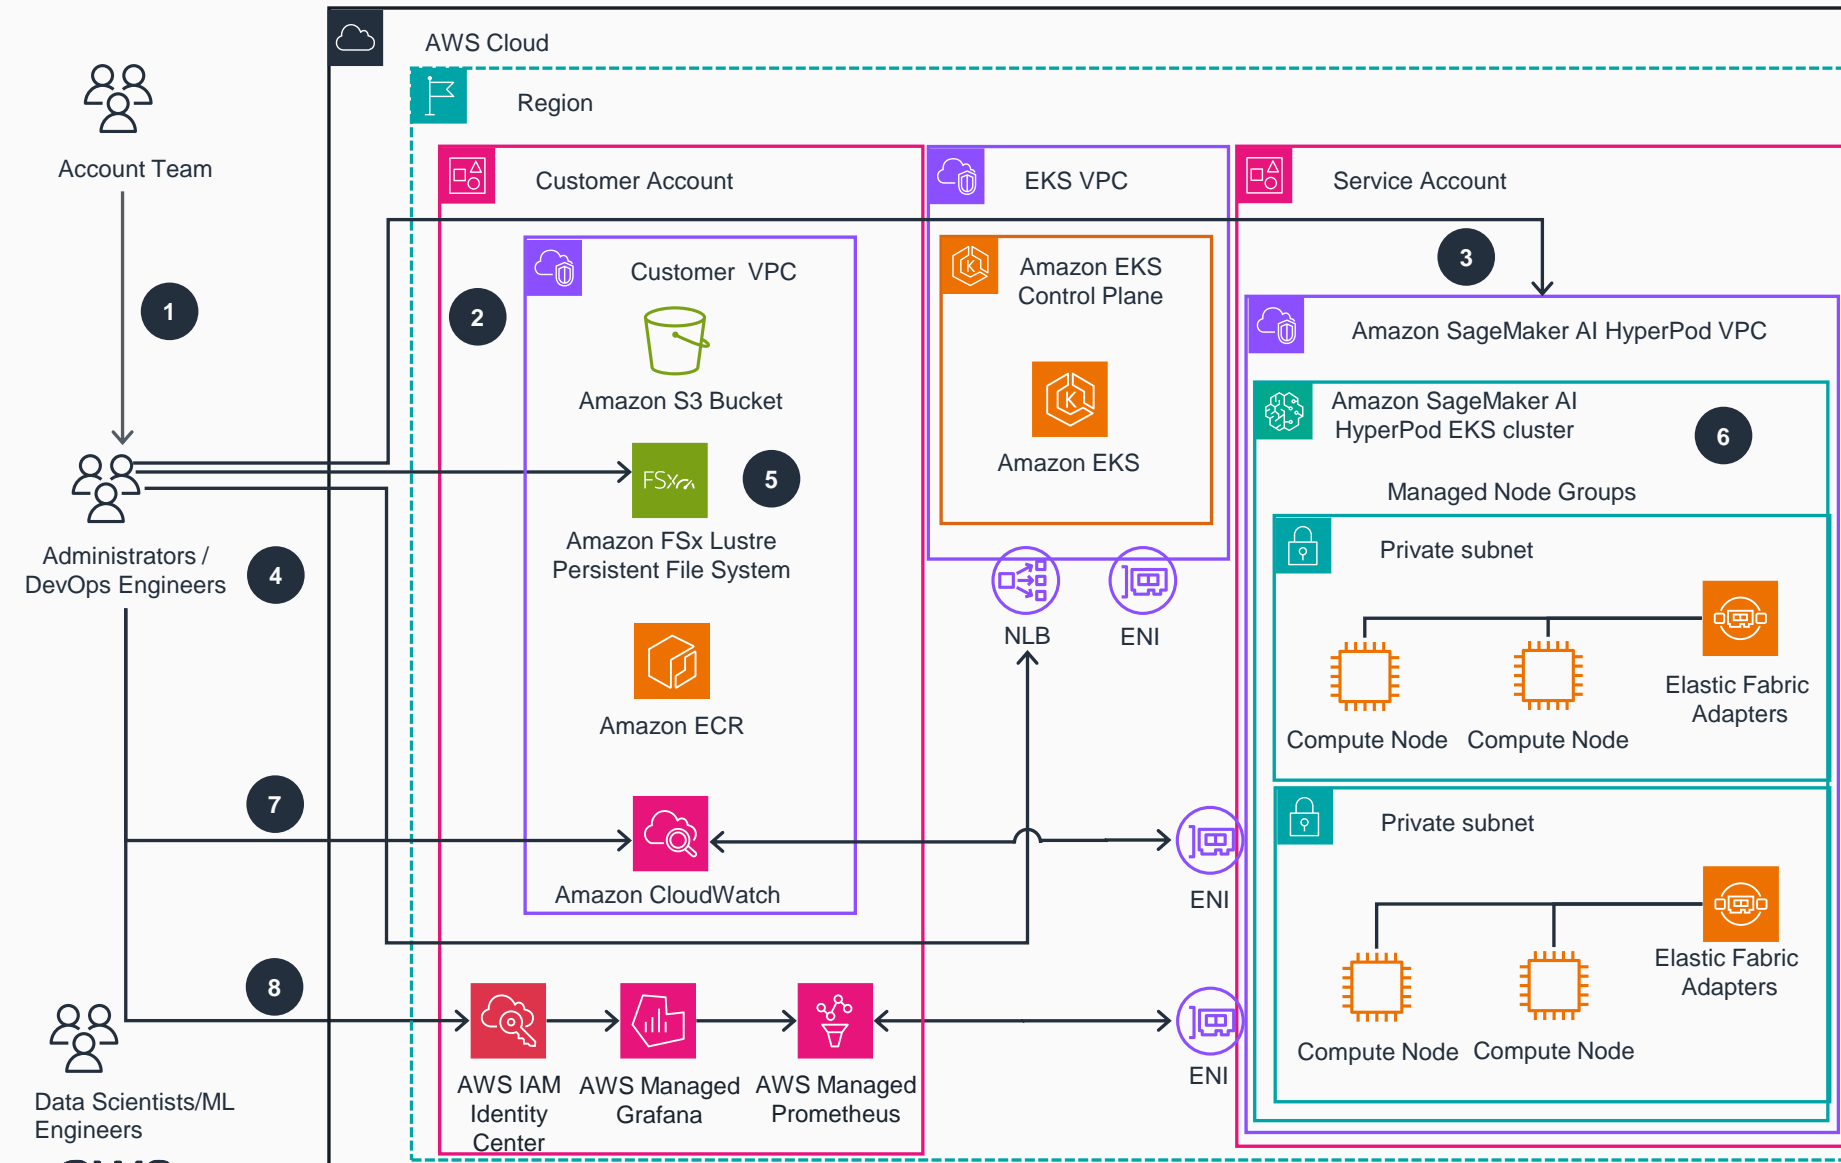 AWS Cloud
Region
Account Team
Customer Account
EKS VPC
Service Account
1
2
3
Customer  VPC
Amazon S3 Bucket
Amazon EKS
Control Plane
Amazon EKS
Amazon SageMaker AI HyperPod VPC
Amazon SageMaker AI
HyperPod EKS cluster
6
Managed Node Groups
FSx
5
Amazon FSx Lustre
Persistent File System
Administrators /
DevOps Engineers
4
NLB
ENI
Private subnet
Elastic Fabric
Adapters
Compute Node
Compute Node
Amazon ECR
7
Amazon CloudWatch
ENI
Private subnet
Elastic Fabric
Adapters
Compute Node
Compute Node
8
AWS IAM
Identity
Center
AWS Managed
Grafana
AWS Managed
Prometheus
ENI
Data Scientists/ML
Engineers